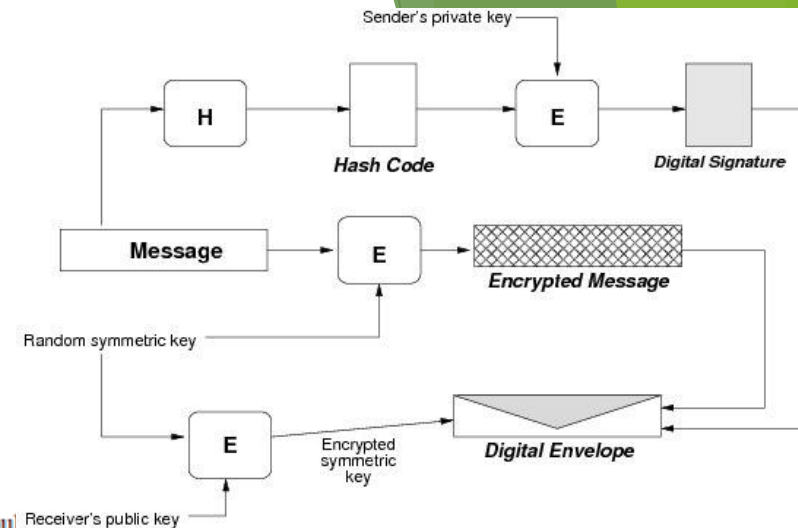 Sender's private key
H
E
Hash Code
Digital Signature
Message
E
Encrypted Message
Random symmetric key
E
Encrypted
symmetric
key
Digital Envelope
Receiver's public key